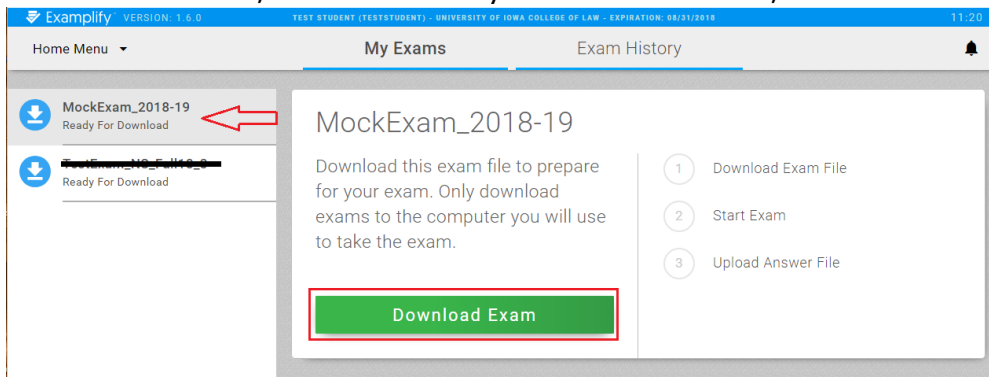 Examplify VERSION: 1.6.0 TEST STUDENT (TESTSTUDENT) - UNIVERSITY OF IOWA COLLEGE OF LAW - EXPIRATION: 08/31/2018 11:20
Home Menu My Exams Exam History
MockExam_2018-19
Ready For Download
Ready For Download
MockExam_2018-19
Download this exam file to prepare
for your exam. Only download
exams to the computer you will use
to take the exam.
Download Exam
1 Download Exam File
2 Start Exam
3 Upload Answer File